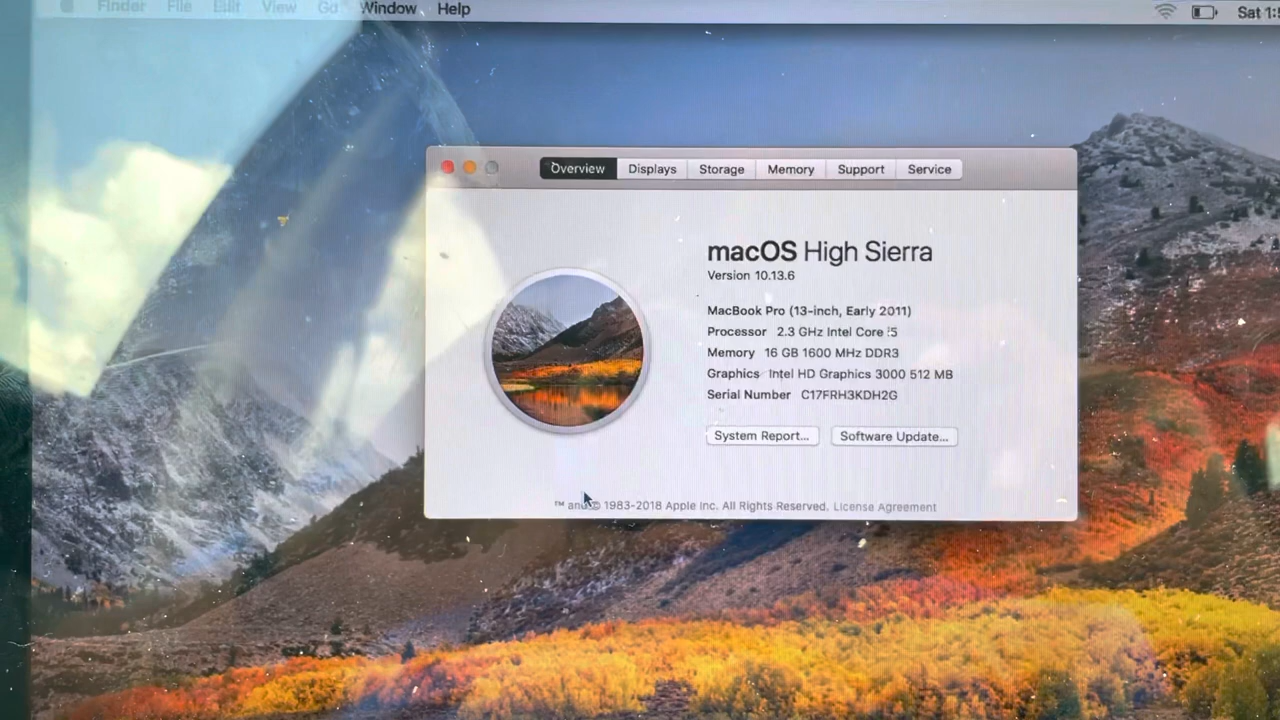 Finder File Edit View Go Window Help
Sat 1:5
Overview Displays Storage Memory Support Service
macOS High Sierra
Version 10.13.6
MacBook Pro (13-inch, Early 2011)
Processor 2.3 GHz Intel Core i5
Memory 16 GB 1600 MHz DDR3
Graphics Intel HD Graphics 3000 512 MB
Serial Number C17FRH3KDH2G
System Report... Software Update...
™ and © 1983-2018 Apple Inc. All Rights Reserved. License Agreement